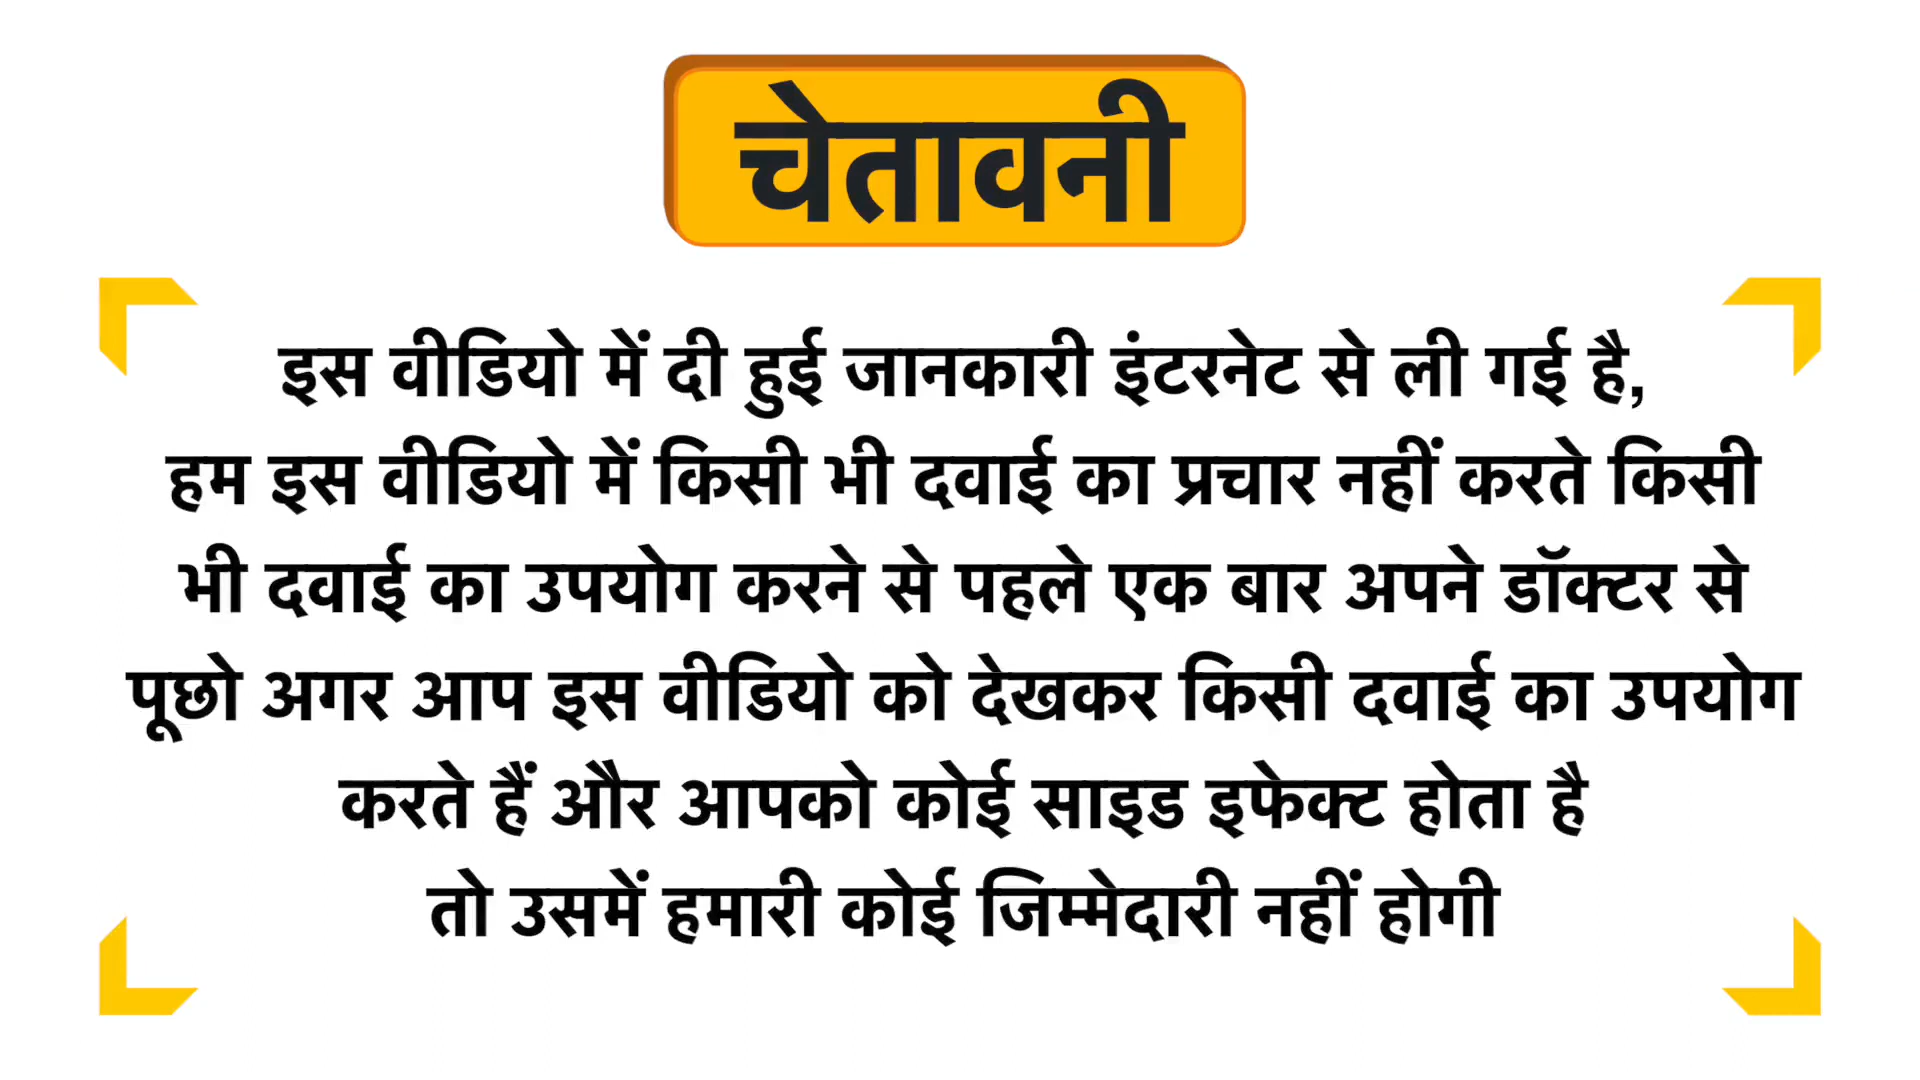 चेतावनी
इस वीडियो में दी हुई जानकारी इंटरनेट से ली गई है,
हम इस वीडियो में किसी भी दवाई का प्रचार नहीं करते किसी
भी दवाई का उपयोग करने से पहले एक बार अपने डॉक्टर से
पूछो अगर आप इस वीडियो को देखकर किसी दवाई का उपयोग
करते हैं और आपको कोई साइड इफेक्ट होता है
तो उसमें हमारी कोई जिम्मेदारी नहीं होगी